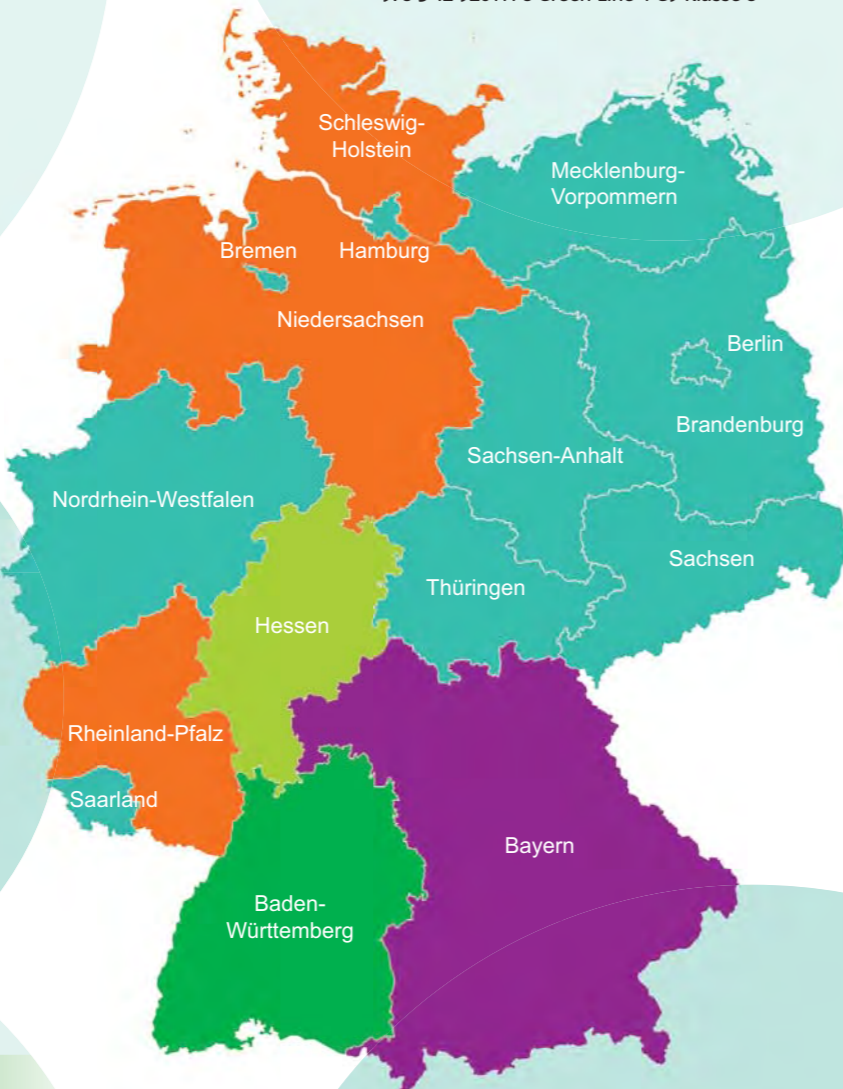 Schleswig-
Holstein
Mecklenburg-
Vorpommern
Bremen
Hamburg
Niedersachsen
Berlin
Brandenburg
Sachsen-Anhalt
Nordrhein-Westfalen
Sachsen
Thüringen
Hessen
Rheinland-Pfalz
Saarland
Bayern
Baden-
Württemberg